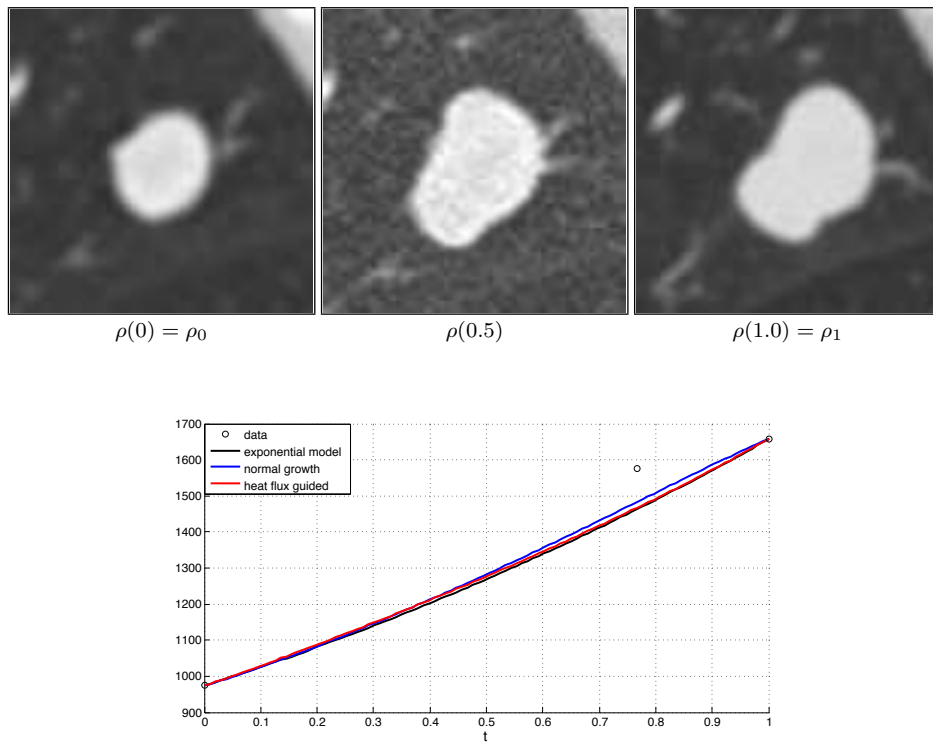 ρ(0) = ρ₀
ρ(0.5)
ρ(1.0) = ρ₁
1700
1600
1500
1400
1300
1200
1100
1000
900
data
exponential model
normal growth
heat flux guided
0 0.1 0.2 0.3 0.4 0.5 0.6 0.7 0.8 0.9 1
t